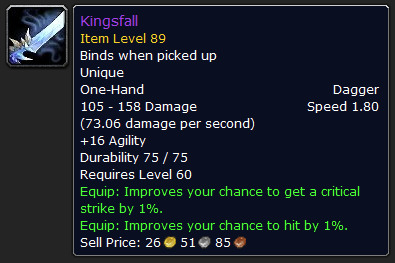 Kingsfall
Item Level 89
Binds when picked up
Unique
One-Hand Dagger
105 - 158 Damage Speed 1.80
(73.06 damage per second)
+16 Agility
Durability 75 / 75
Requires Level 60
Equip: Improves your chance to get a critical
strike by 1%.
Equip: Improves your chance to hit by 1%.
Sell Price: 26 51 85